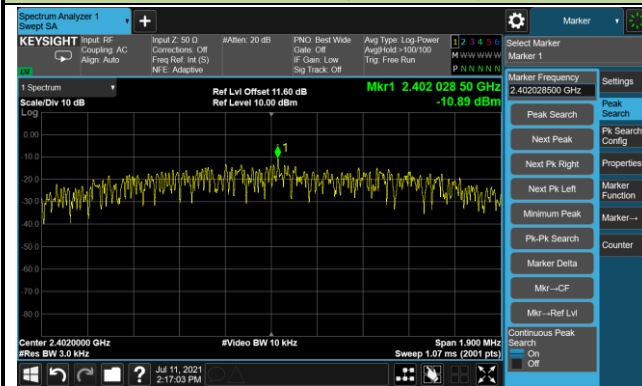 Spectrum Analyzer 1
Swept SA
+
Marker
KEYSIGHT
Input: RF
Coupling: AC
Align: Auto
Input Z: 50 Ω
Corrections: Off
Freq Ref: Int (S)
NFE: Adaptive
#Atten: 20 dB
PNO: Best Wide
Gate: Off
IF Gain: Low
Sig Track: Off
Avg Type: Log-Power
Avg|Hold:>100/100
Trig: Free Run
1 2 3 4 5 6
M W W W W W
P N N N N N
Select Marker
Marker 1
1 Spectrum
Scale/Div 10 dB
Log
Ref Lvl Offset 11.60 dB
Ref Level 10.00 dBm
Mkr1 2.402 028 50 GHz
-10.89 dBm
0.00
-10.0
-20.0
-30.0
-40.0
-50.0
-60.0
-70.0
-80.0
1
Center 2.4020000 GHz
#Res BW 3.0 kHz
#Video BW 10 kHz
Span 1.900 MHz
Sweep 1.07 ms (2001 pts)
Marker Frequency
2.402028500 GHz
Peak Search
Next Peak
Next Pk Right
Next Pk Left
Minimum Peak
Pk-Pk Search
Marker Delta
Mkr→CF
Mkr→Ref Lvl
Continuous Peak
Search
On
Off
Settings
Peak
Search
Pk Search
Config
Properties
Marker
Function
Marker→
Counter
?
Jul 11, 2021
2:17:03 PM